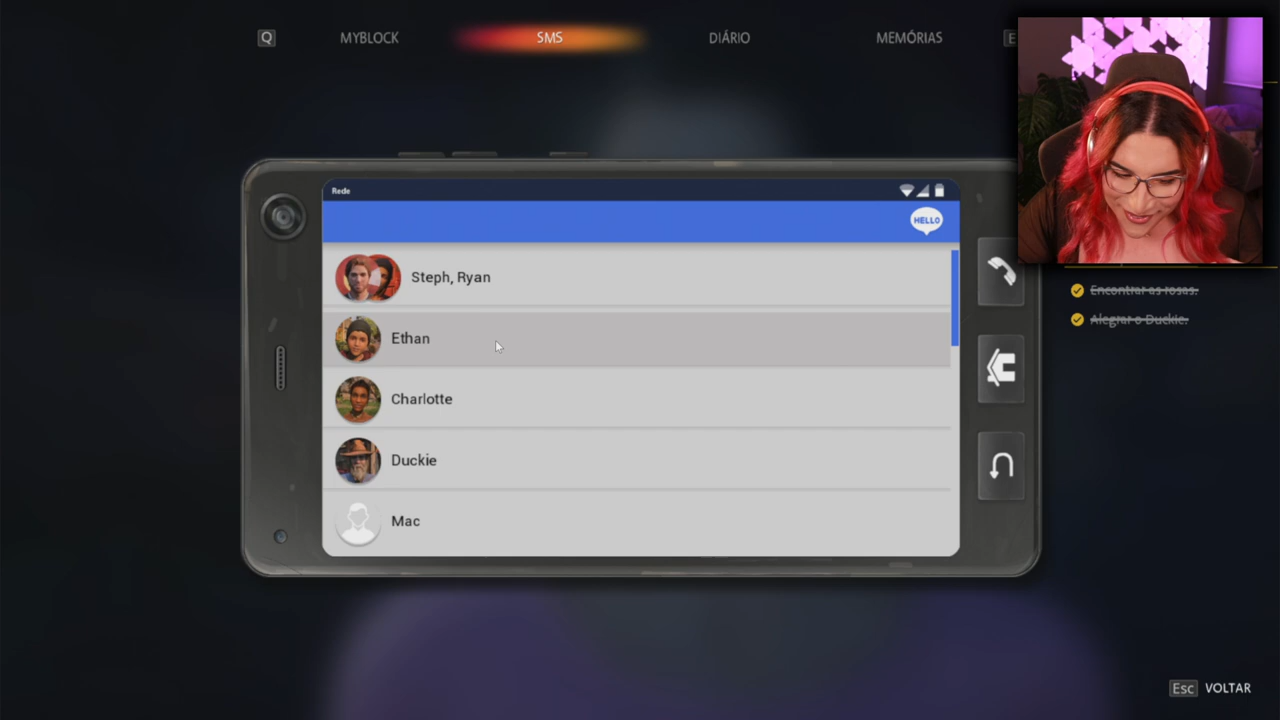 Q MYBLOCK SMS DIÁRIO MEMÓRIAS E
Rede
HELLO
Steph, Ryan
Ethan
Charlotte
Duckie
Mac
Encontrar as rosas.
Alegrar o Duckie.
Esc VOLTAR